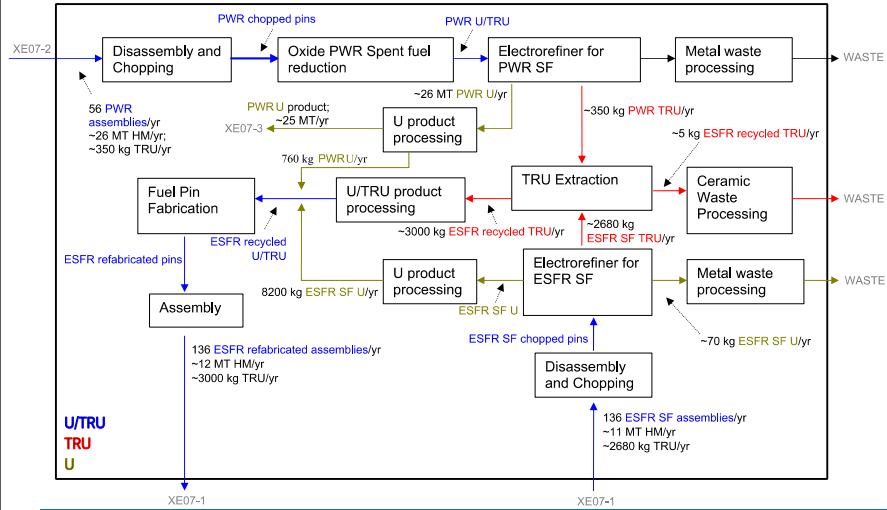 PWR chopped pins
PWR U/TRU
XE07-2
Disassembly and
Chopping
Oxide PWR Spent fuel
reduction
Electrorefiner for
PWR SF
Metal waste
processing
WASTE
56 PWR
assemblies/yr
~26 MT HM/yr;
~350 kg TRU/yr
PWR U product;
~25 MT/yr
XE07-3
U product
processing
~26 MT PWR U/yr
~350 kg PWR TRU/yr
~5 kg ESFR recycled TRU/yr
760 kg PWR U/yr
Fuel Pin
Fabrication
U/TRU product
processing
TRU Extraction
Ceramic
Waste
Processing
WASTE
ESFR recycled
U/TRU
~3000 kg ESFR recycled TRU/yr
~2680 kg
ESFR SF TRU/yr
ESFR refabricated pins
Assembly
8200 kg ESFR SF U/yr
U product
processing
ESFR SF U
Electrorefiner for
ESFR SF
Metal waste
processing
WASTE
~70 kg ESFR SF U/yr
ESFR SF chopped pins
136 ESFR refabricated assemblies/yr
~12 MT HM/yr
~3000 kg TRU/yr
Disassembly
and Chopping
136 ESFR SF assemblies/yr
~11 MT HM/yr
~2680 kg TRU/yr
U/TRU
TRU
U
XE07-1
XE07-1